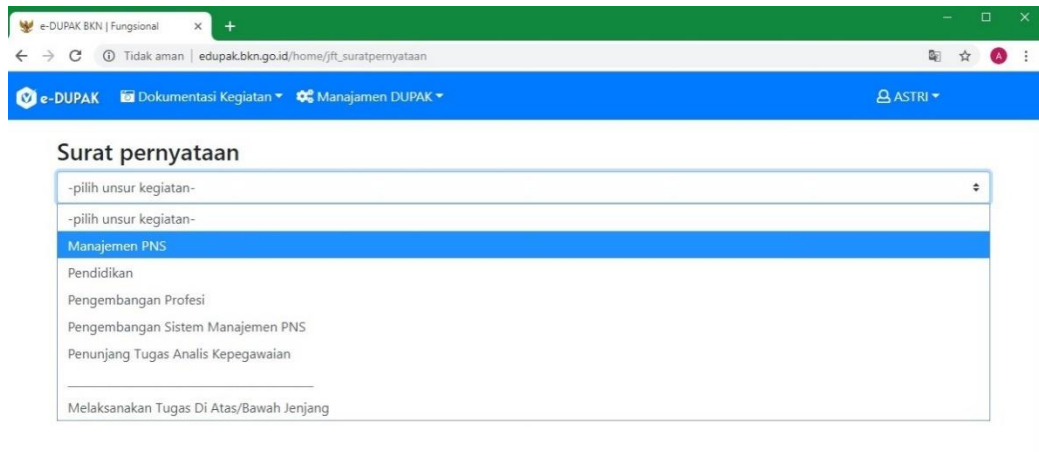 e-DUPAK BKN | Fungsional
Tidak aman | edupak.bkn.go.id/home/jft_suratpernyataan
A
e-DUPAK Dokumentasi Kegiatan Manajemen DUPAK ASTRI
Surat pernyataan
-pilih unsur kegiatan-
-pilih unsur kegiatan-
Manajemen PNS
Pendidikan
Pengembangan Profesi
Pengembangan Sistem Manajemen PNS
Penunjang Tugas Analis Kepegawaian
Melaksanakan Tugas Di Atas/Bawah Jenjang